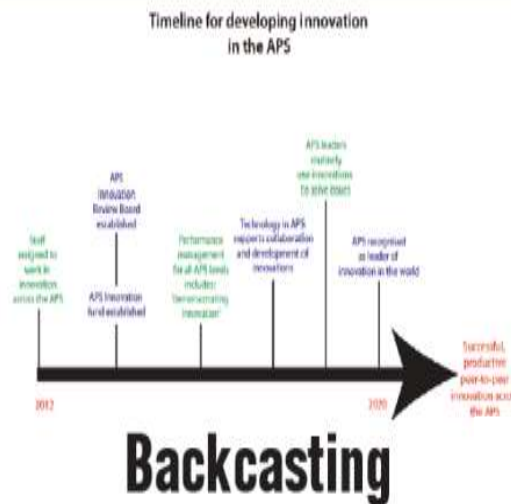 Timeline for developing innovation
in the APS
APS leaders
routinely
use innovations
to solve issues
APS
Innovation
Review Board
established
Staff
assigned to
work in
innovation
across the APS
Performance
management
for all APS levels
includes
'demonstrating
innovation'
Technology in APS
supports collaboration
and development of
innovations
APS recognised
as leader of
innovation in the world
APS Innovation
fund established
2012
2020
Successful,
productive
peer-to-peer
innovation across
the APS
Backcasting